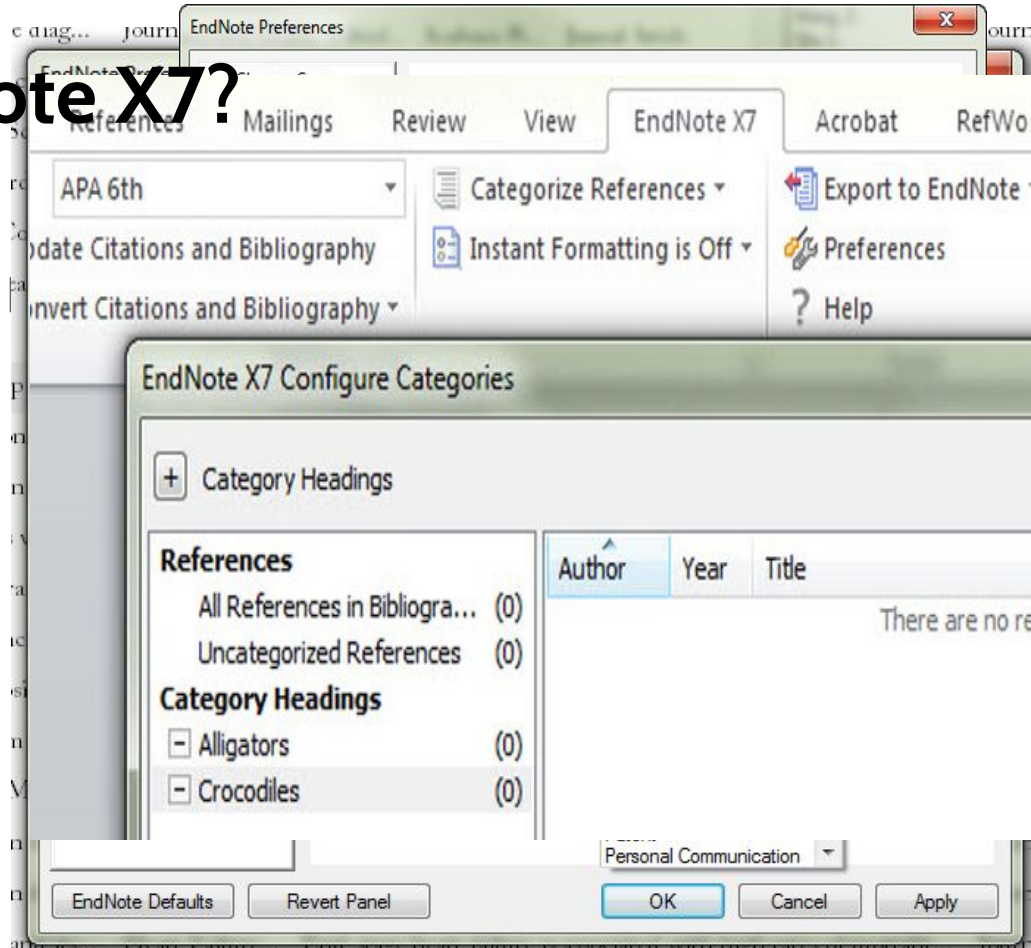 EndNote Preferences
ote X7?
References Mailings Review View EndNote X7 Acrobat RefWo
APA 6th Categorize References Export to EndNote
date Citations and Bibliography Instant Formatting is Off Preferences
nvert Citations and Bibliography ? Help
EndNote X7 Configure Categories
+ Category Headings
References Author Year Title
All References in Bibliogra... (0) There are no re
Uncategorized References (0)
Category Headings
- Alligators (0)
- Crocodiles (0)
Personal Communication
EndNote Defaults Revert Panel OK Cancel Apply